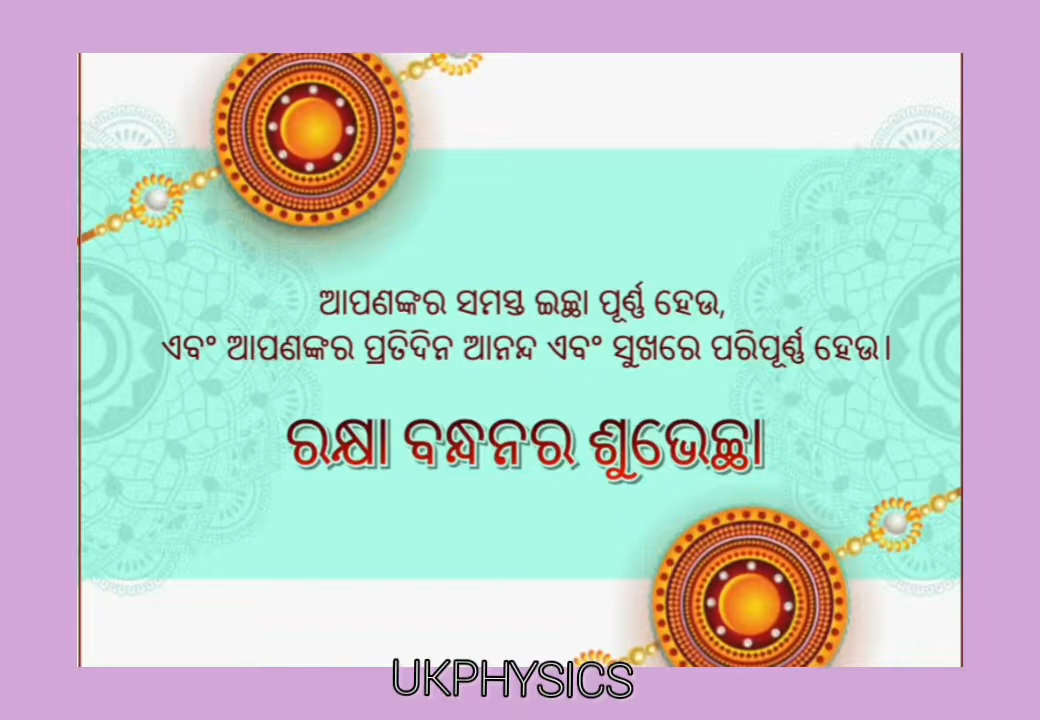 ଆପଣଙ୍କର ସମସ୍ତ ଇଚ୍ଛା ପୂର୍ଣ୍ଣ ହେଉ,
ଏବଂ ଆପଣଙ୍କର ପ୍ରତିଦିନ ଆନନ୍ଦ ଏବଂ ସୁଖରେ ପରିପୂର୍ଣ୍ଣ ହେଉ।
ରକ୍ଷା ବନ୍ଧନର ଶୁଭେଚ୍ଛା
UKPHYSICS